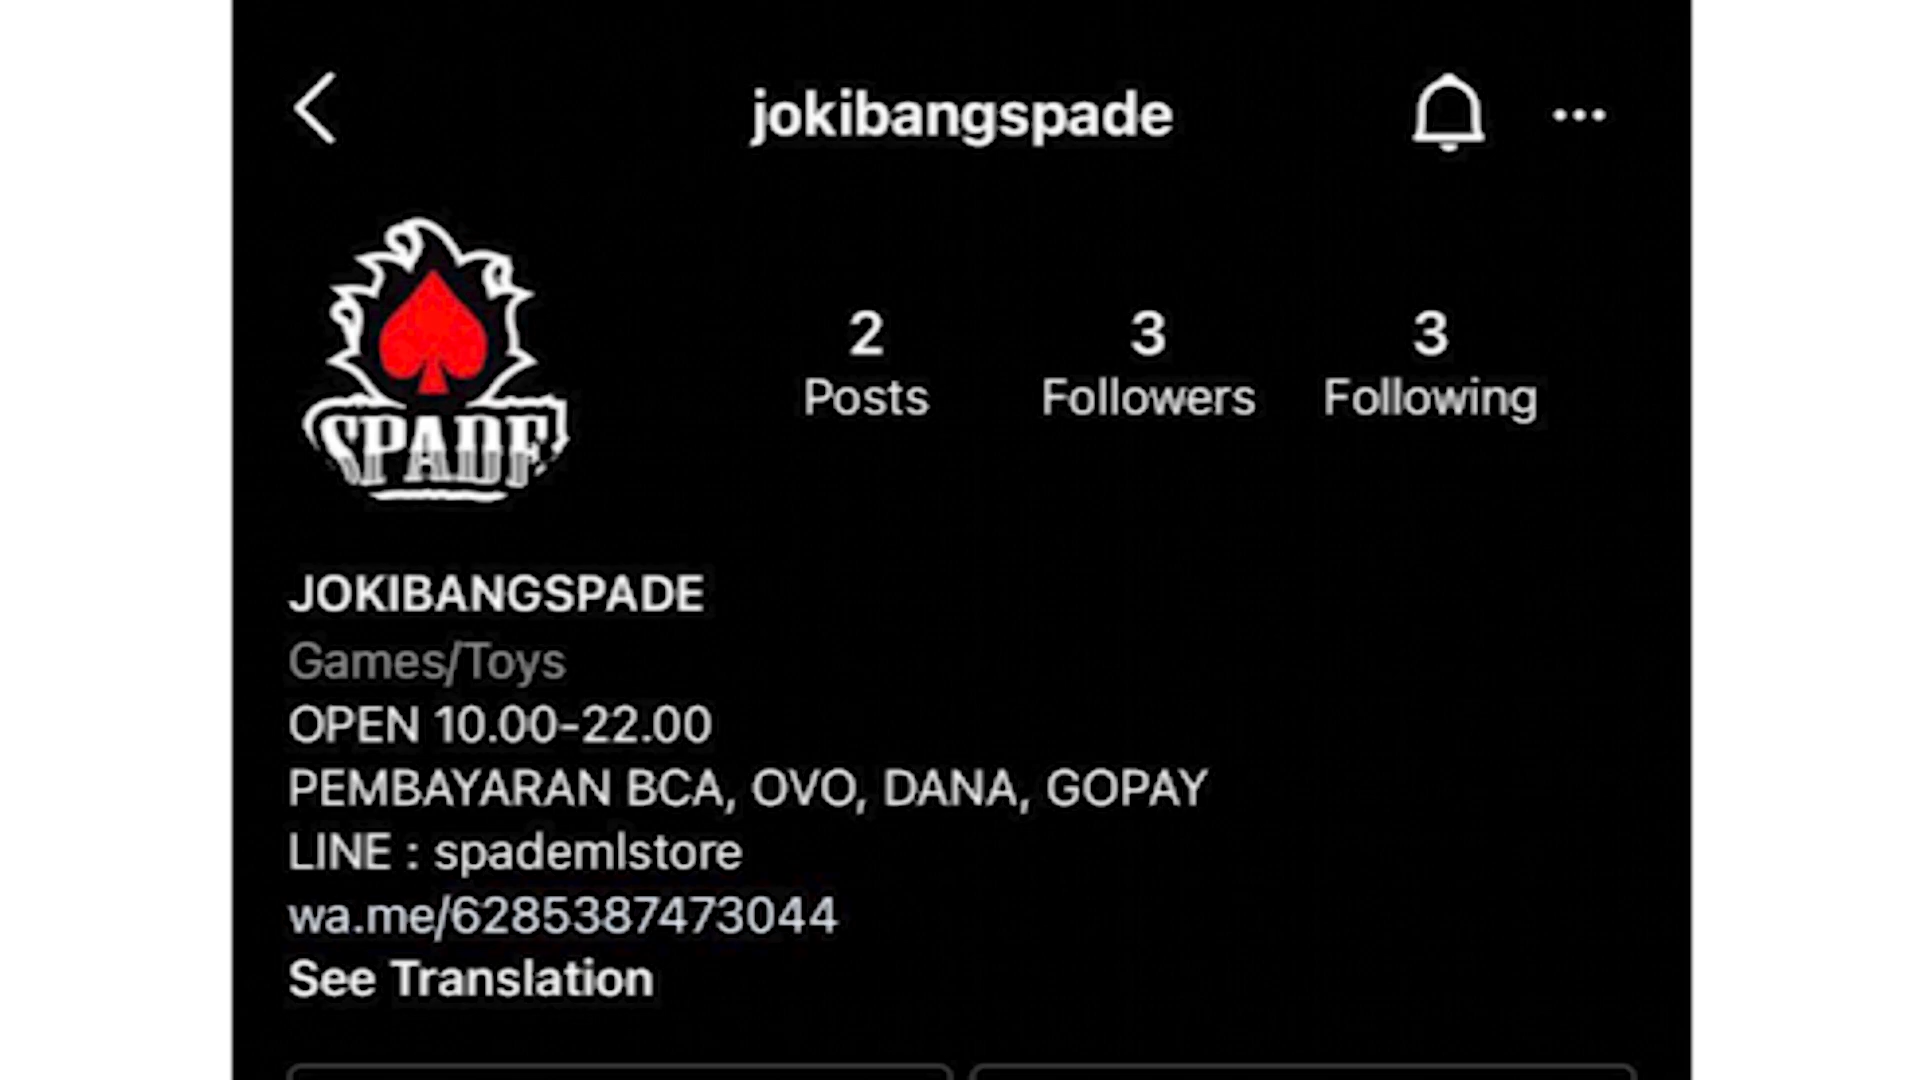 jokibangspade
SPADE
2 3 3
Posts Followers Following
JOKIBANGSPADE
Games/Toys
OPEN 10.00-22.00
PEMBAYARAN BCA, OVO, DANA, GOPAY
LINE : spademlstore
wa.me/6285387473044
See Translation